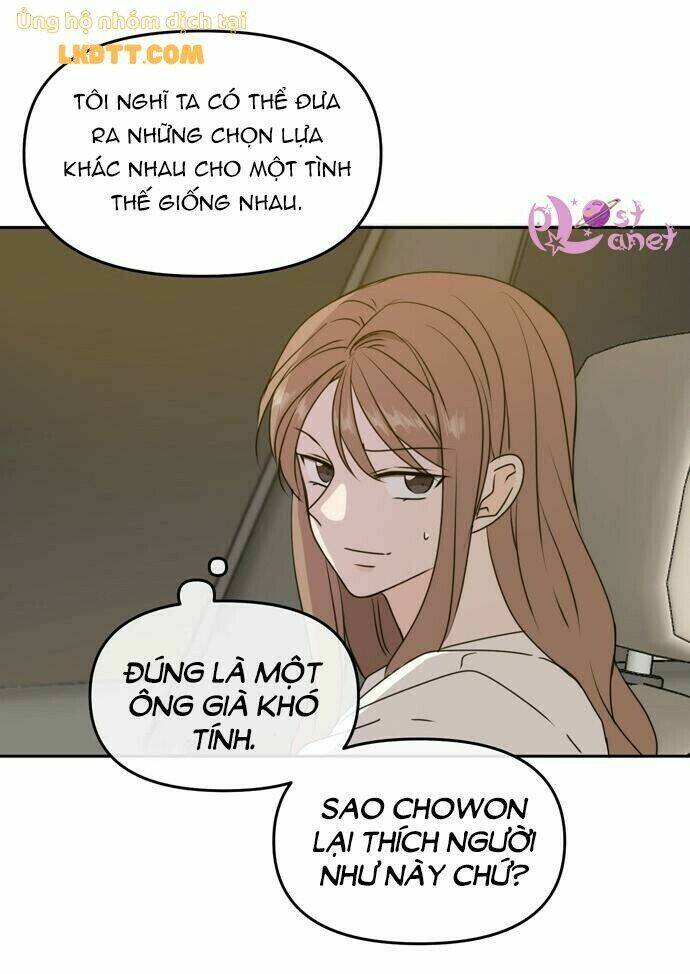 Ủng hộ nhóm dịch tại
LKDTT.COM
TÔI NGHĨ TA CÓ THỂ ĐƯA
RA NHỮNG CHỌN LỰA
KHÁC NHAU CHO MỘT TÌNH
THẾ GIỐNG NHAU.
Lost
Planet
ĐÚNG LÀ MỘT
ÔNG GIÀ KHÓ
TÍNH.
SAO CHOWON
LẠI THÍCH NGƯỜI
NHƯ NÀY CHỨ?